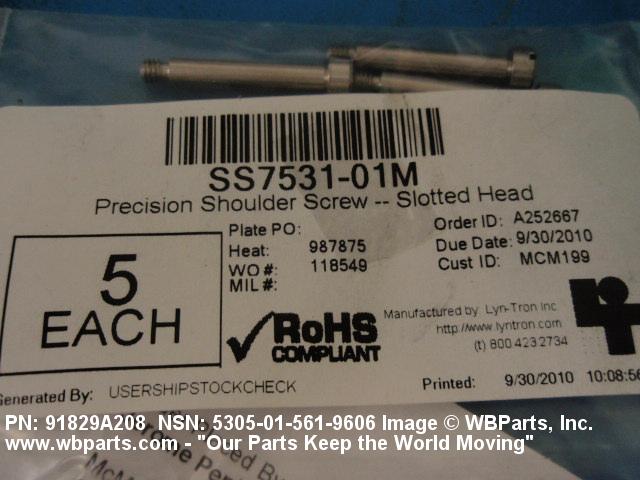 SS7531-01M
Precision Shoulder Screw -- Slotted Head
Plate PO:
Heat: 987875
WO #: 118549
MIL#:
Order ID: A252667
Due Date: 9/30/2010
Cust ID: MCM199
5
EACH
RoHS
COMPLIANT
Manufactured by: Lyn-Tron Inc
http://www.lyntron.com
(t) 800.423.2734
Generated By: USERSHIPSTOCKCHECK
Printed: 9/30/2010 10:08:56
PN: 91829A208, NSN: 5305-01-561-9606 Image © WBParts, Inc.
www.wbparts.com - "Our Parts Keep the World Moving"